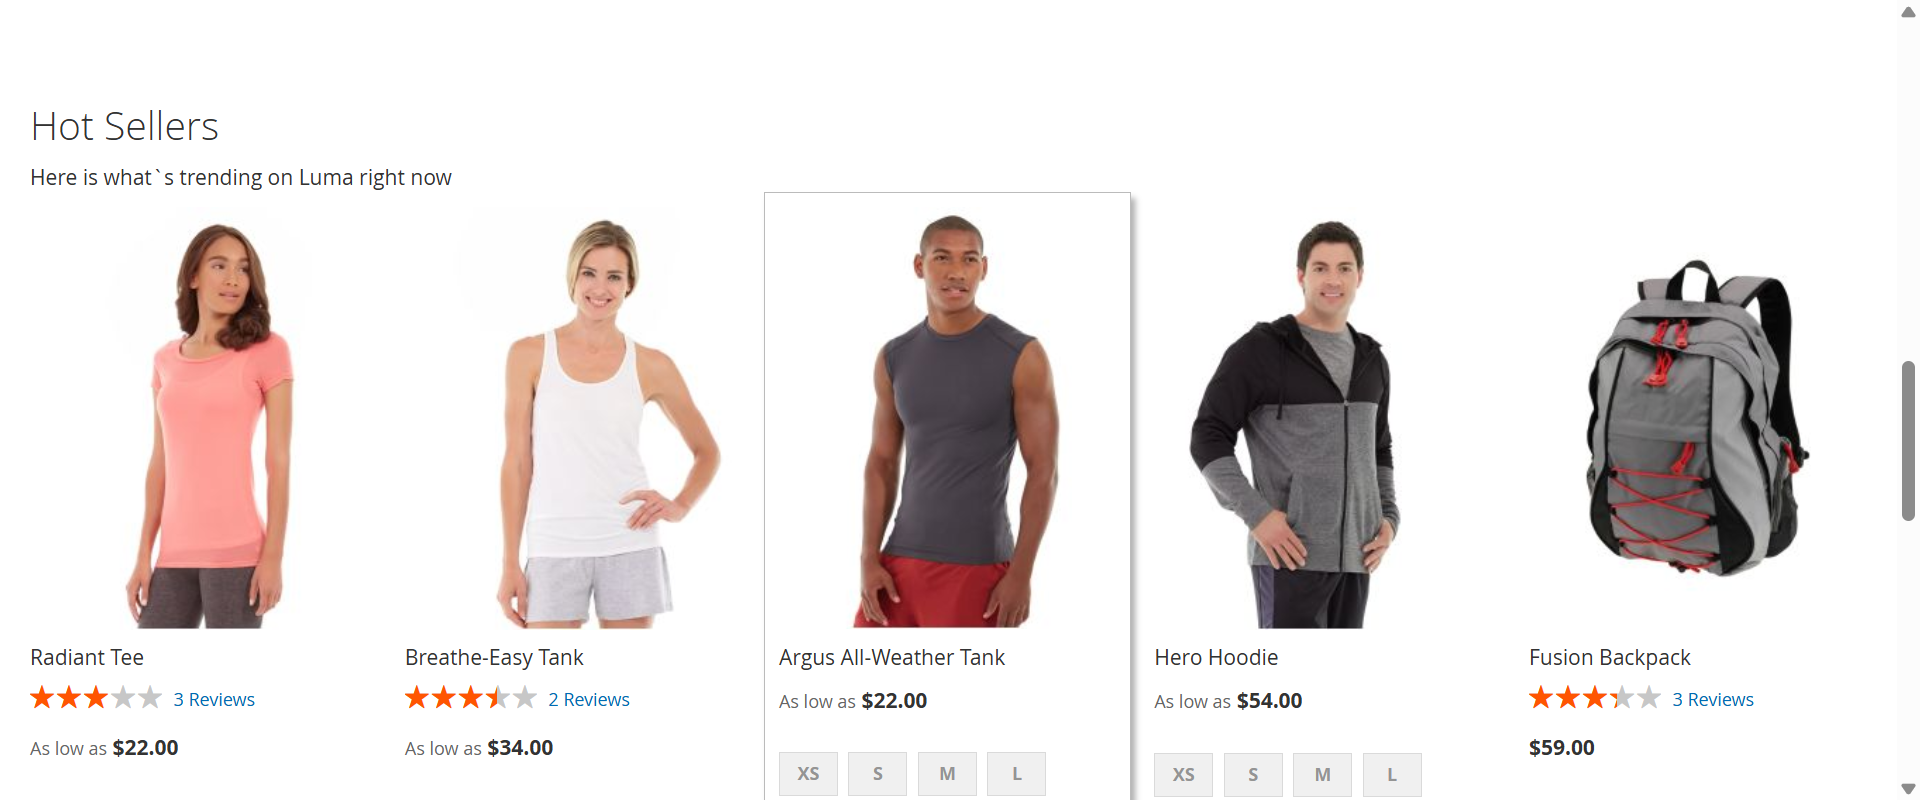 Hot Sellers
Here is what`s trending on Luma right now
Radiant Tee
3 Reviews
As low as $22.00
Breathe-Easy Tank
2 Reviews
As low as $34.00
Argus All-Weather Tank
As low as $22.00
XS S M L
Hero Hoodie
As low as $54.00
XS S M L
Fusion Backpack
3 Reviews
$59.00